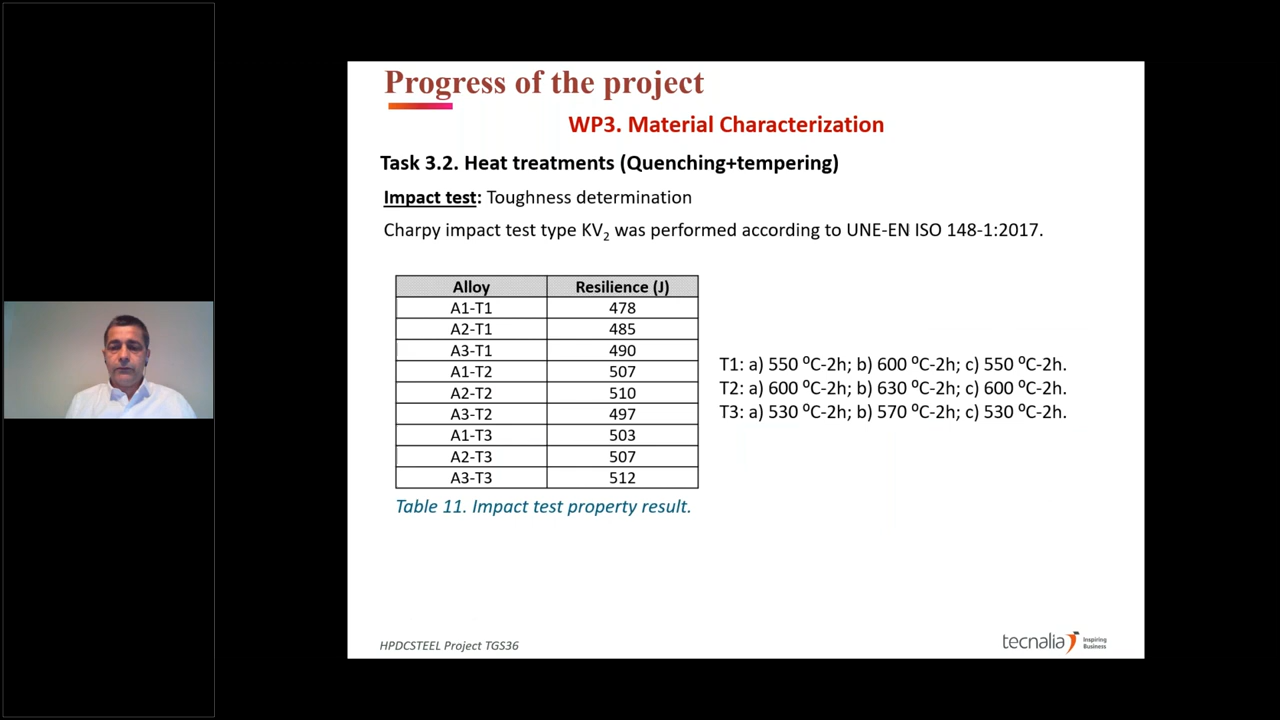 Progress of the project
WP3. Material Characterization
Task 3.2. Heat treatments (Quenching+tempering)
Impact test: Toughness determination
Charpy impact test type KV₂ was performed according to UNE-EN ISO 148-1:2017.
Alloy Resilience (J)
A1-T1 478
A2-T1 485
A3-T1 490
A1-T2 507
A2-T2 510
A3-T2 497
A1-T3 503
A2-T3 507
A3-T3 512
T1: a) 550 ºC-2h; b) 600 ºC-2h; c) 550 ºC-2h.
T2: a) 600 ºC-2h; b) 630 ºC-2h; c) 600 ºC-2h.
T3: a) 530 ºC-2h; b) 570 ºC-2h; c) 530 ºC-2h.
Table 11. Impact test property result.
HPDCSTEEL Project TGS36
tecnalia Inspiring
Business